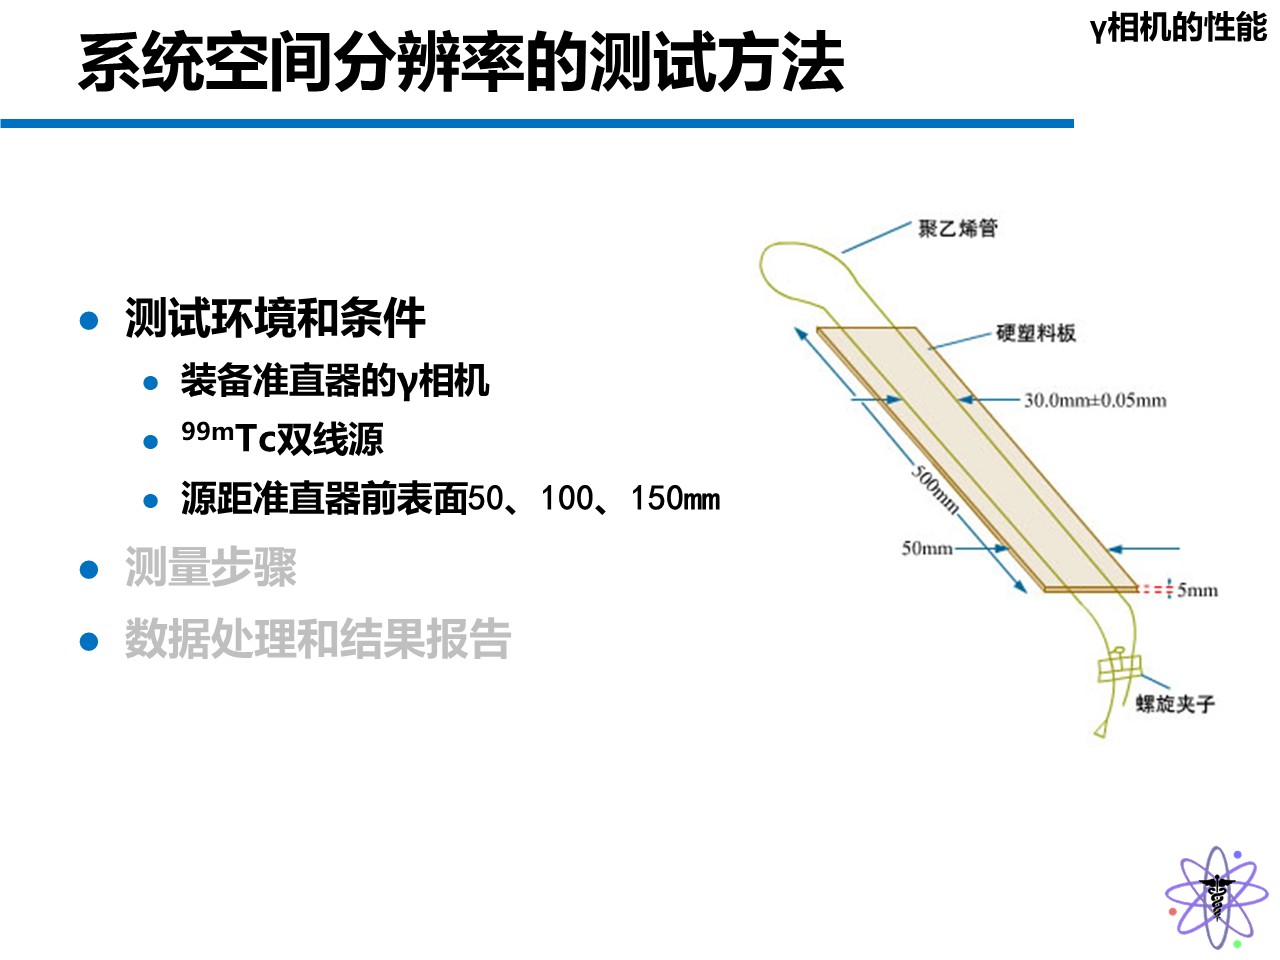 γ相机的性能
系统空间分辨率的测试方法
测试环境和条件
装备准直器的γ相机
99mTc双线源
源距准直器前表面50、100、150mm
测量步骤
数据处理和结果报告
聚乙烯管
硬塑料板
30.0mm±0.05mm
500mm
50mm
5mm
螺旋夹子